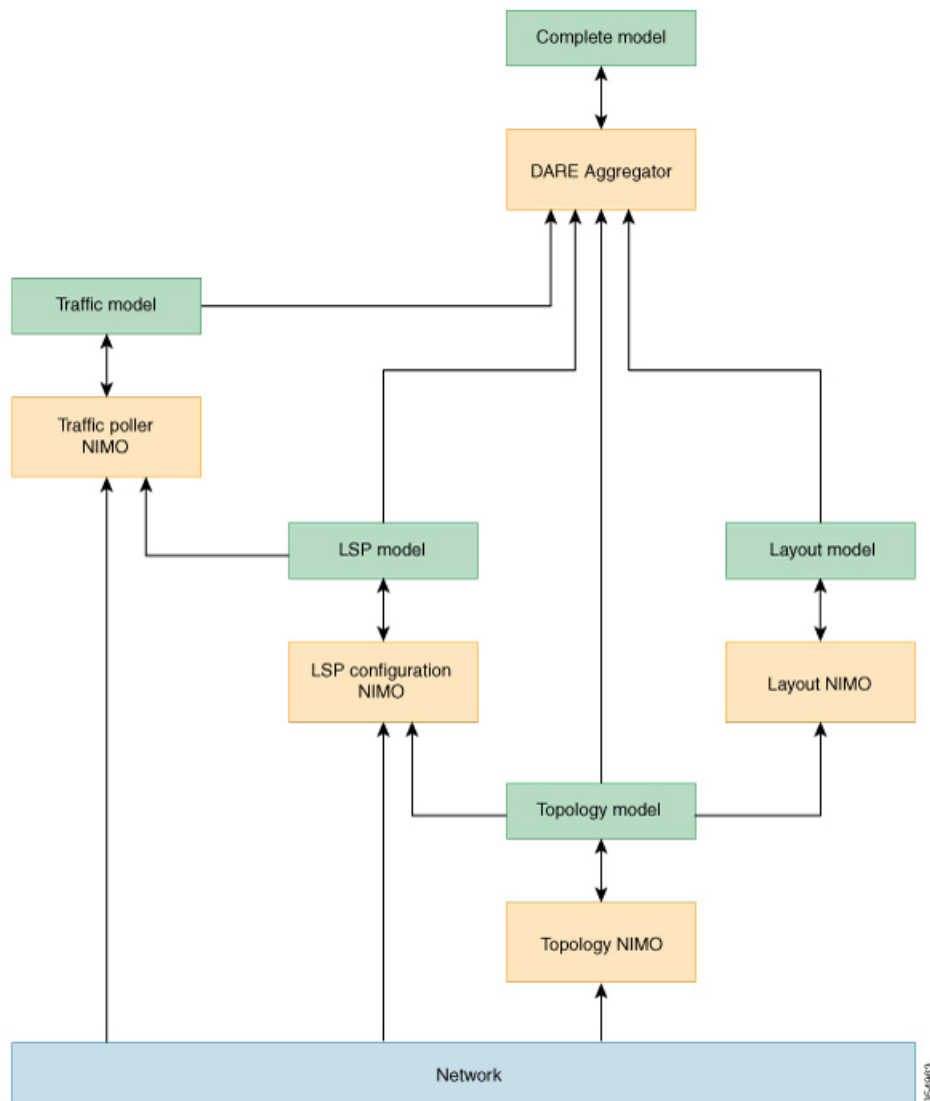 Complete model
DARE Aggregator
Traffic model
Traffic poller
NIMO
LSP model
Layout model
LSP configuration
NIMO
Layout NIMO
Topology model
Topology NIMO
Network